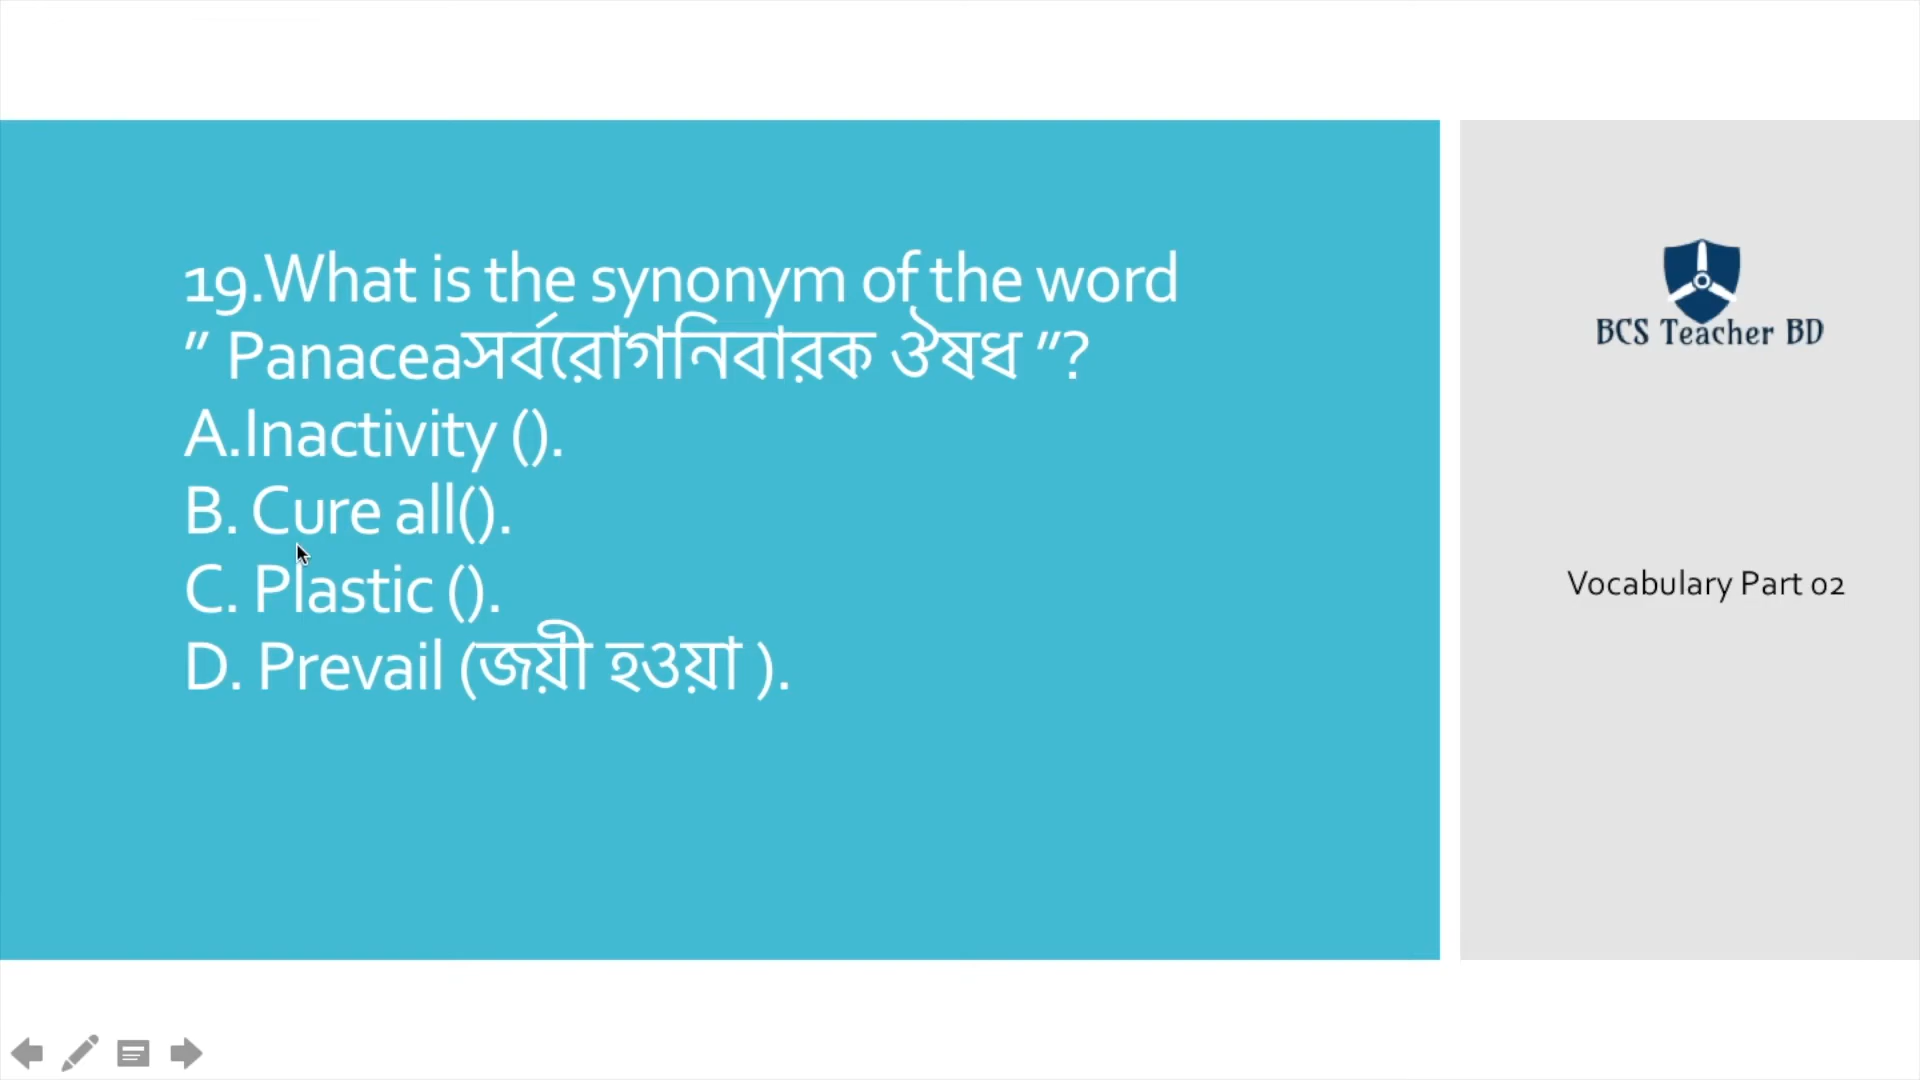 19.What is the synonym of the word
" Panaceaসর্বরোগনিবারক ঔষধ "?
A.Inactivity ().
B. Cure all().
C. Plastic ().
D. Prevail (জয়ী হওয়া ).
BCS Teacher BD
Vocabulary Part 02